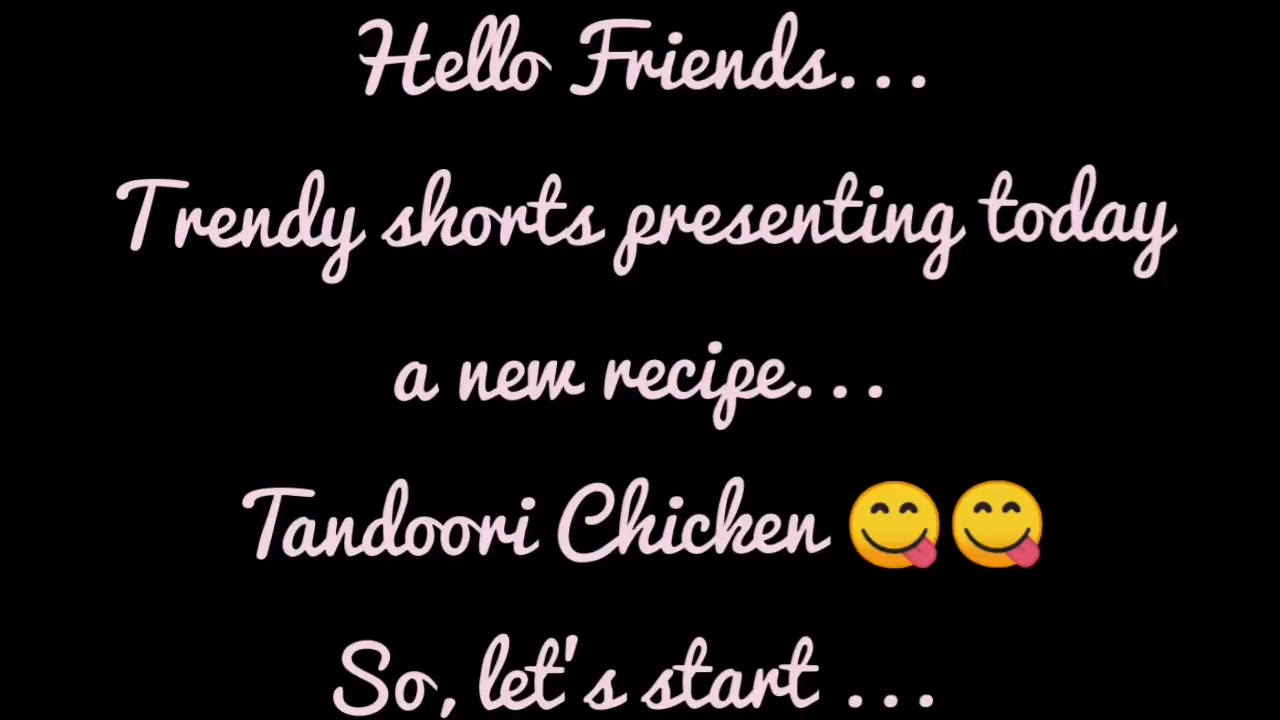 Hello Friends...
Trendy shorts presenting today
a new recipe...
Tandoori Chicken 😋😋
So, let's start ...